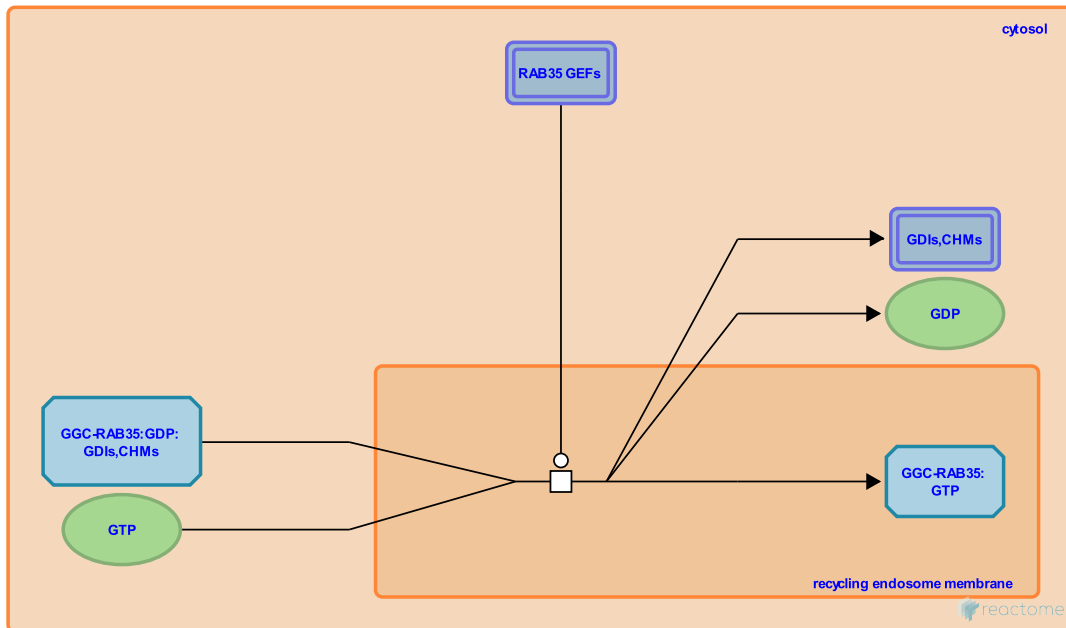 cytosol
RAB35 GEFs
GDIs,CHMs
GDP
GGC-RAB35:GDP:
GDIs,CHMs
GTP
GGC-RAB35:
GTP
recycling endosome membrane
reactome